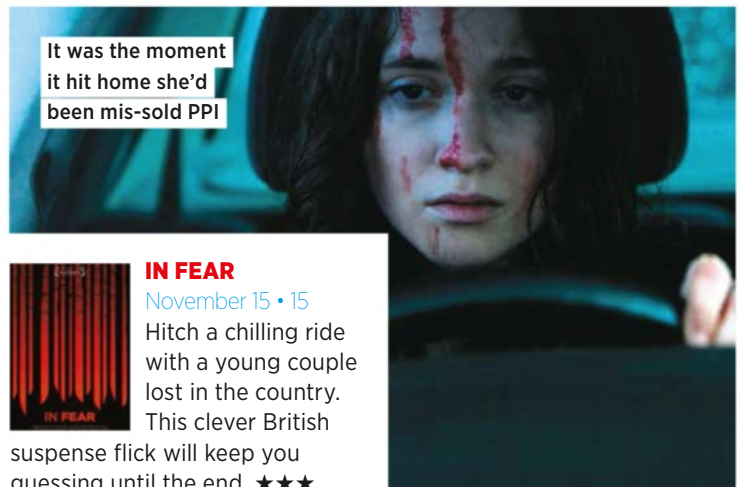 It was the moment
it hit home she'd
been mis-sold PPI
IN FEAR
November 15 • 15
Hitch a chilling ride
with a young couple
lost in the country.
This clever British
suspense flick will keep you
guessing until the end. ★★★
IN FEAR